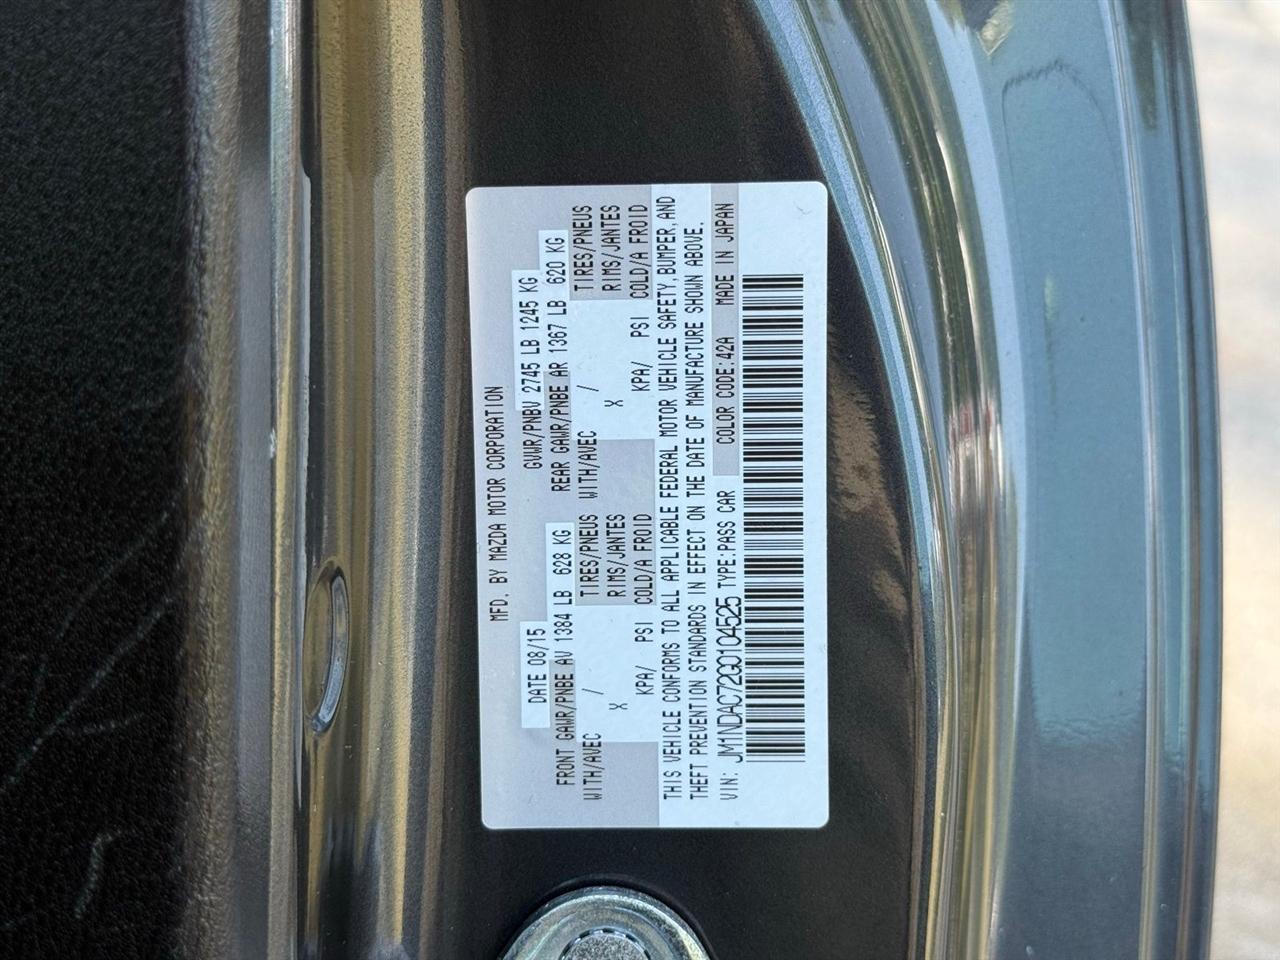 MFD. BY MAZDA MOTOR CORPORATION
DATE 08/15 GVWR/PNBV 2745 LB 1245 KG
FRONT GAWR/PNBE AV 1384 LB 628 KG REAR GAWR/PNBE AR 1367 LB 620 KG
WITH/AVEC / TIRES/PNEUS WITH/AVEC / TIRES/PNEUS
X RIMS/JANTES X RIMS/JANTES
KPA/ PSI COLD/A FROID KPA/ PSI COLD/A FROID
THIS VEHICLE CONFORMS TO ALL APPLICABLE FEDERAL MOTOR VEHICLE SAFETY, BUMPER, AND
THEFT PREVENTION STANDARDS IN EFFECT ON THE DATE OF MANUFACTURE SHOWN ABOVE.
VIN: JM1NDAC72G0104525 TYPE:PASS CAR COLOR CODE:42A MADE IN JAPAN